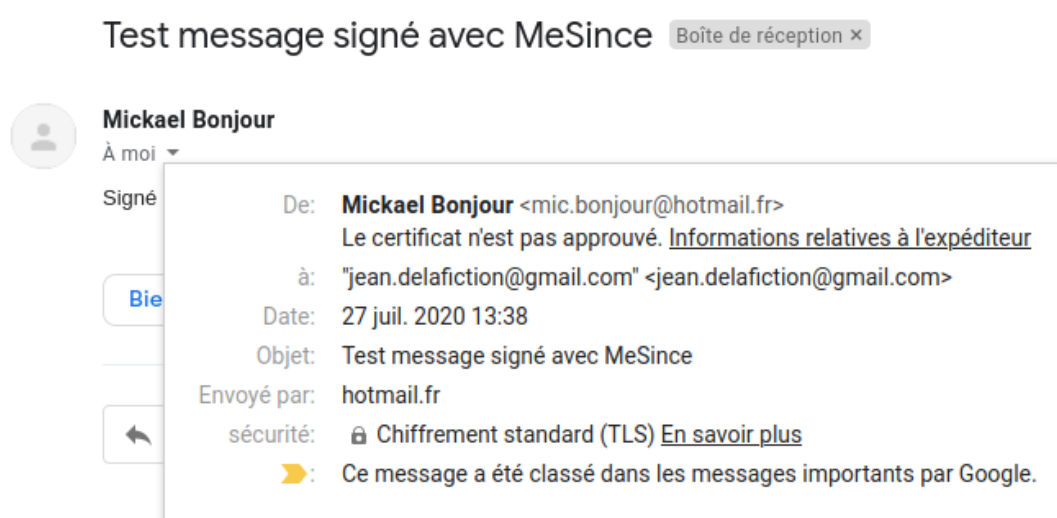 Test message signé avec MeSince Boîte de réception ×
Mickael Bonjour
À moi
Signé
De: Mickael Bonjour <mic.bonjour@hotmail.fr>
Le certificat n'est pas approuvé. Informations relatives à l'expéditeur
à: "jean.delafiction@gmail.com" <jean.delafiction@gmail.com>
Date: 27 juil. 2020 13:38
Objet: Test message signé avec MeSince
Bie
Envoyé par: hotmail.fr
sécurité: Chiffrement standard (TLS) En savoir plus
: Ce message a été classé dans les messages importants par Google.